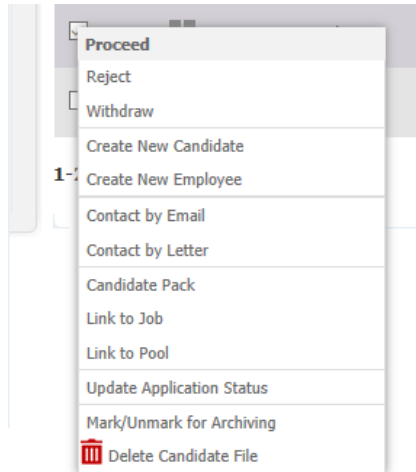 Proceed
Reject
Withdraw
Create New Candidate
1-
Create New Employee
Contact by Email
Contact by Letter
Candidate Pack
Link to Job
Link to Pool
Update Application Status
Mark/Unmark for Archiving
Delete Candidate File